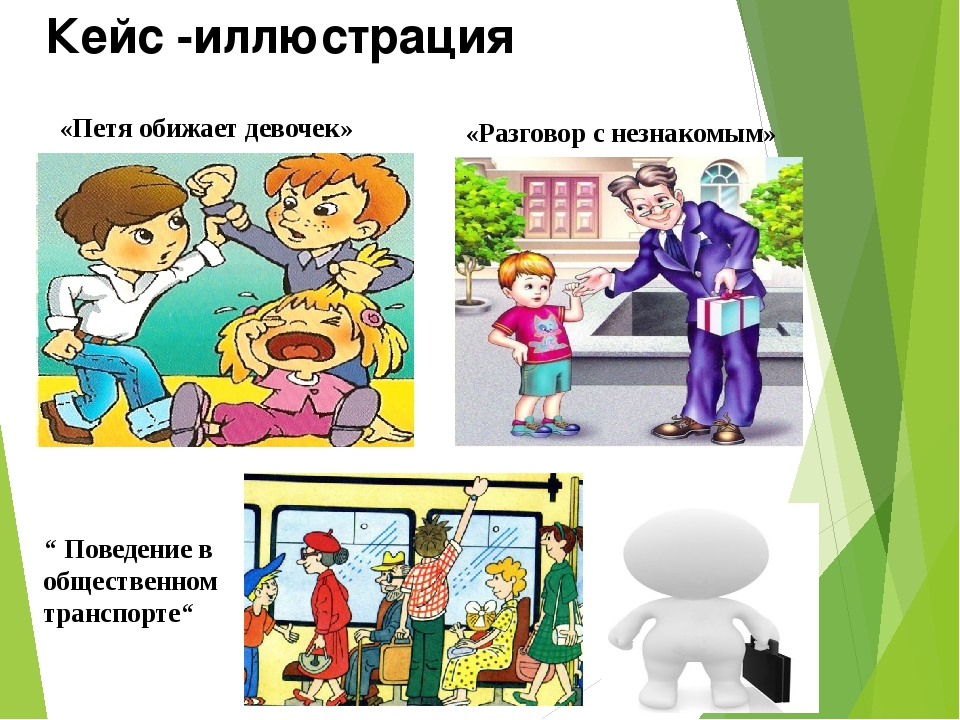 Кейс -иллюстрация
«Петя обижает девочек»
«Разговор с незнакомым»
“ Поведение в
общественном
транспорте“